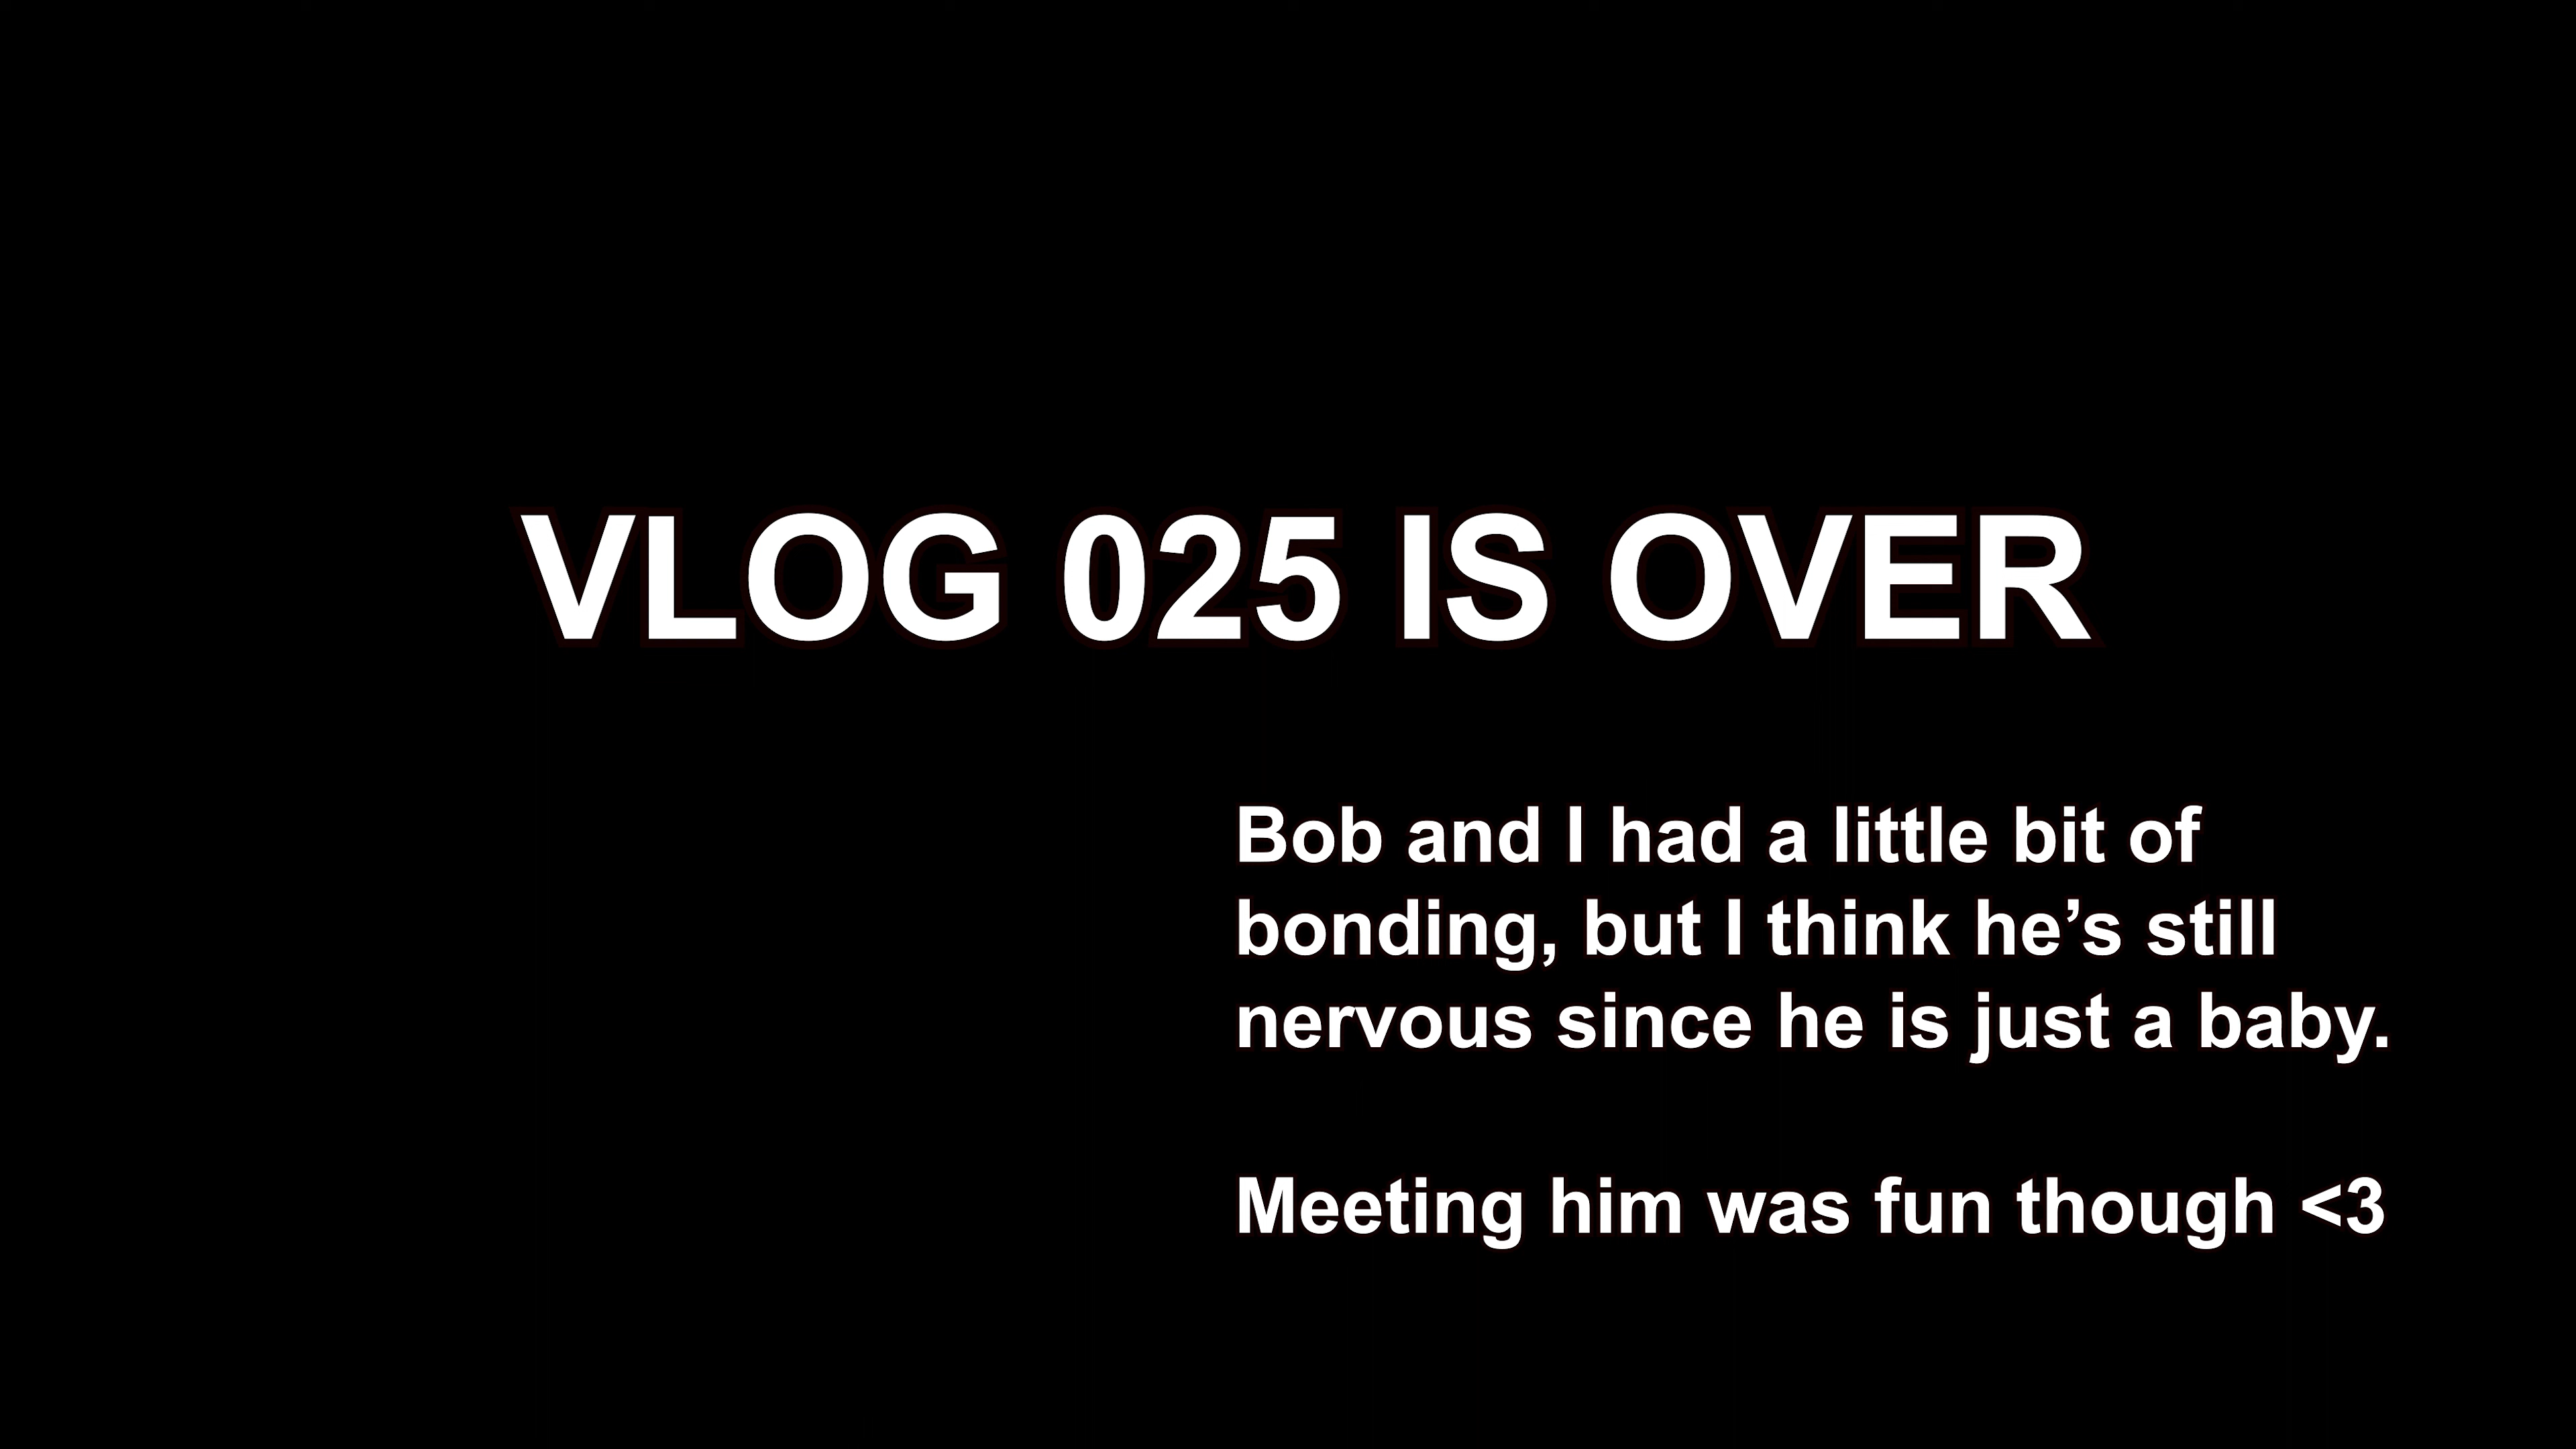 VLOG 025 IS OVER
Bob and I had a little bit of
bonding, but I think he’s still
nervous since he is just a baby.
Meeting him was fun though <3